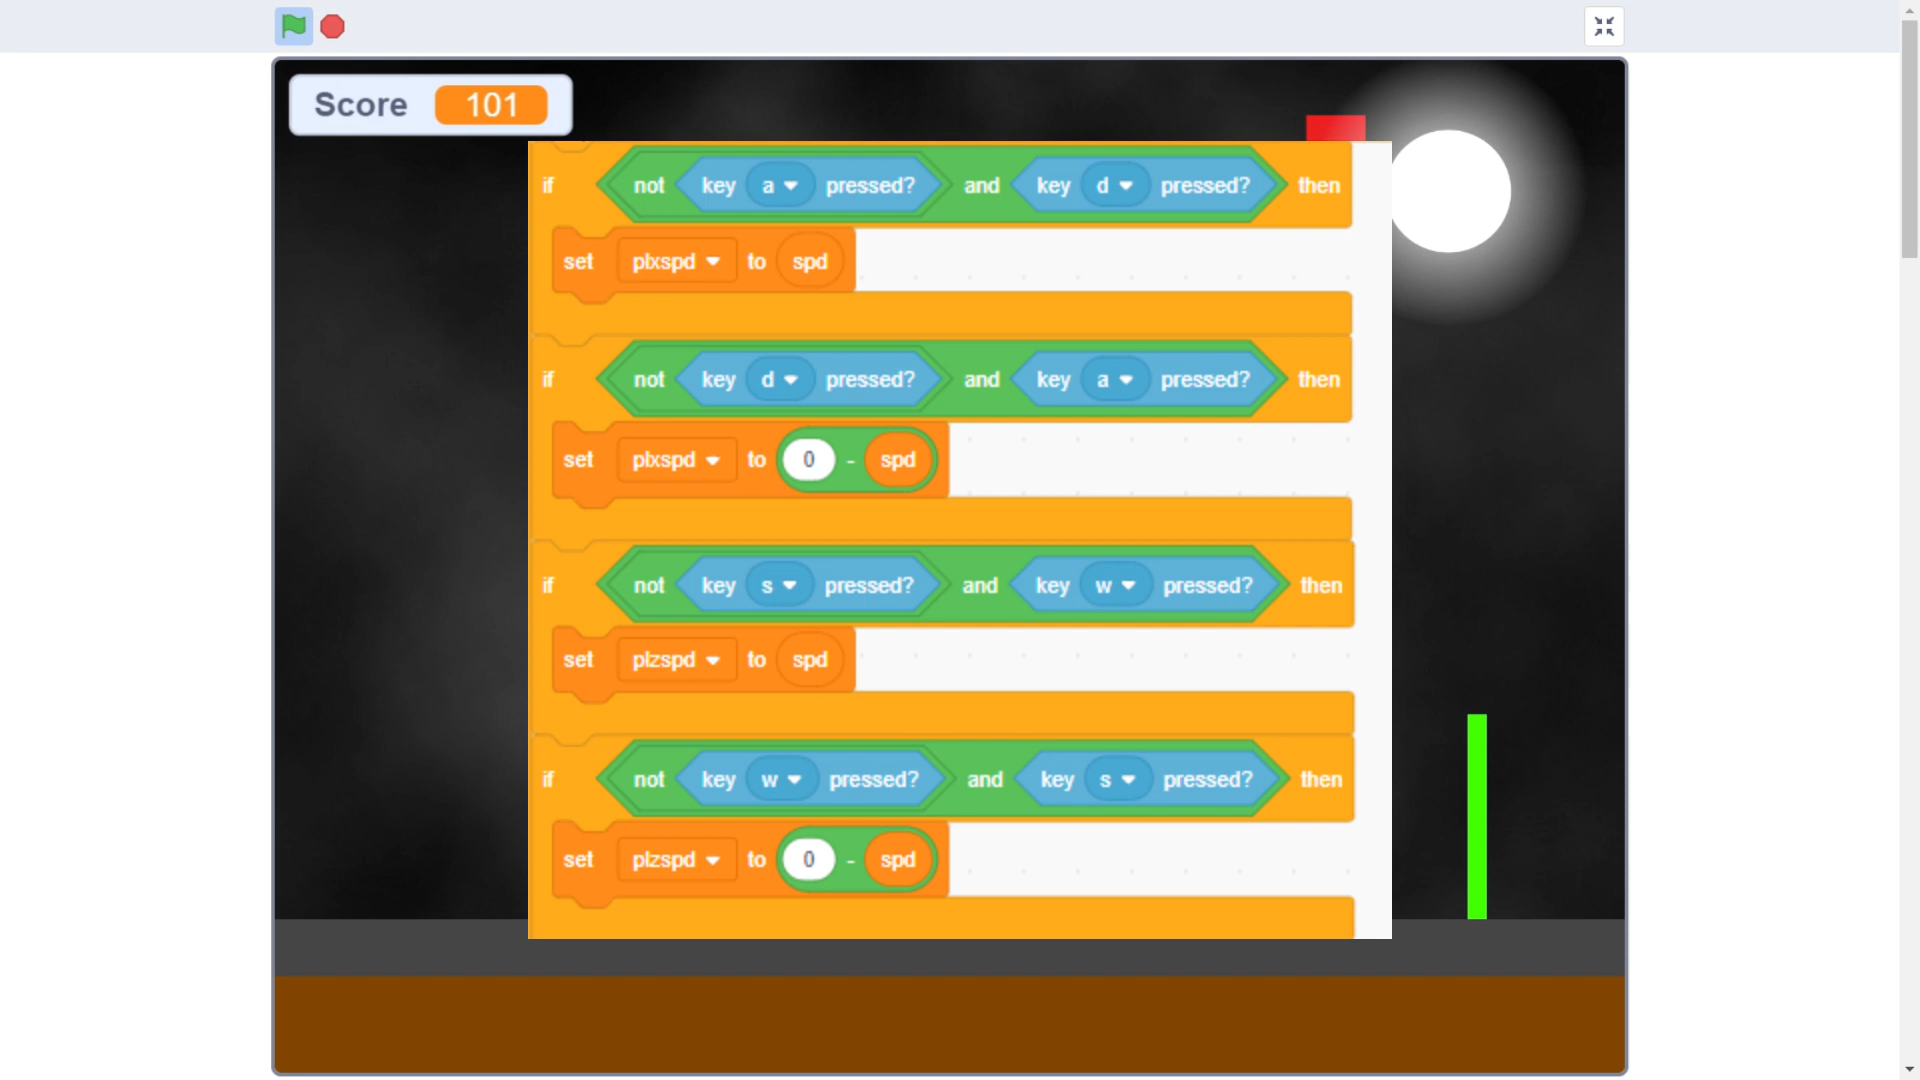 Score 101
if not key a pressed? and key d pressed? then
set plxspd to spd
if not key d pressed? and key a pressed? then
set plxspd to 0 - spd
if not key s pressed? and key w pressed? then
set plzspd to spd
if not key w pressed? and key s pressed? then
set plzspd to 0 - spd